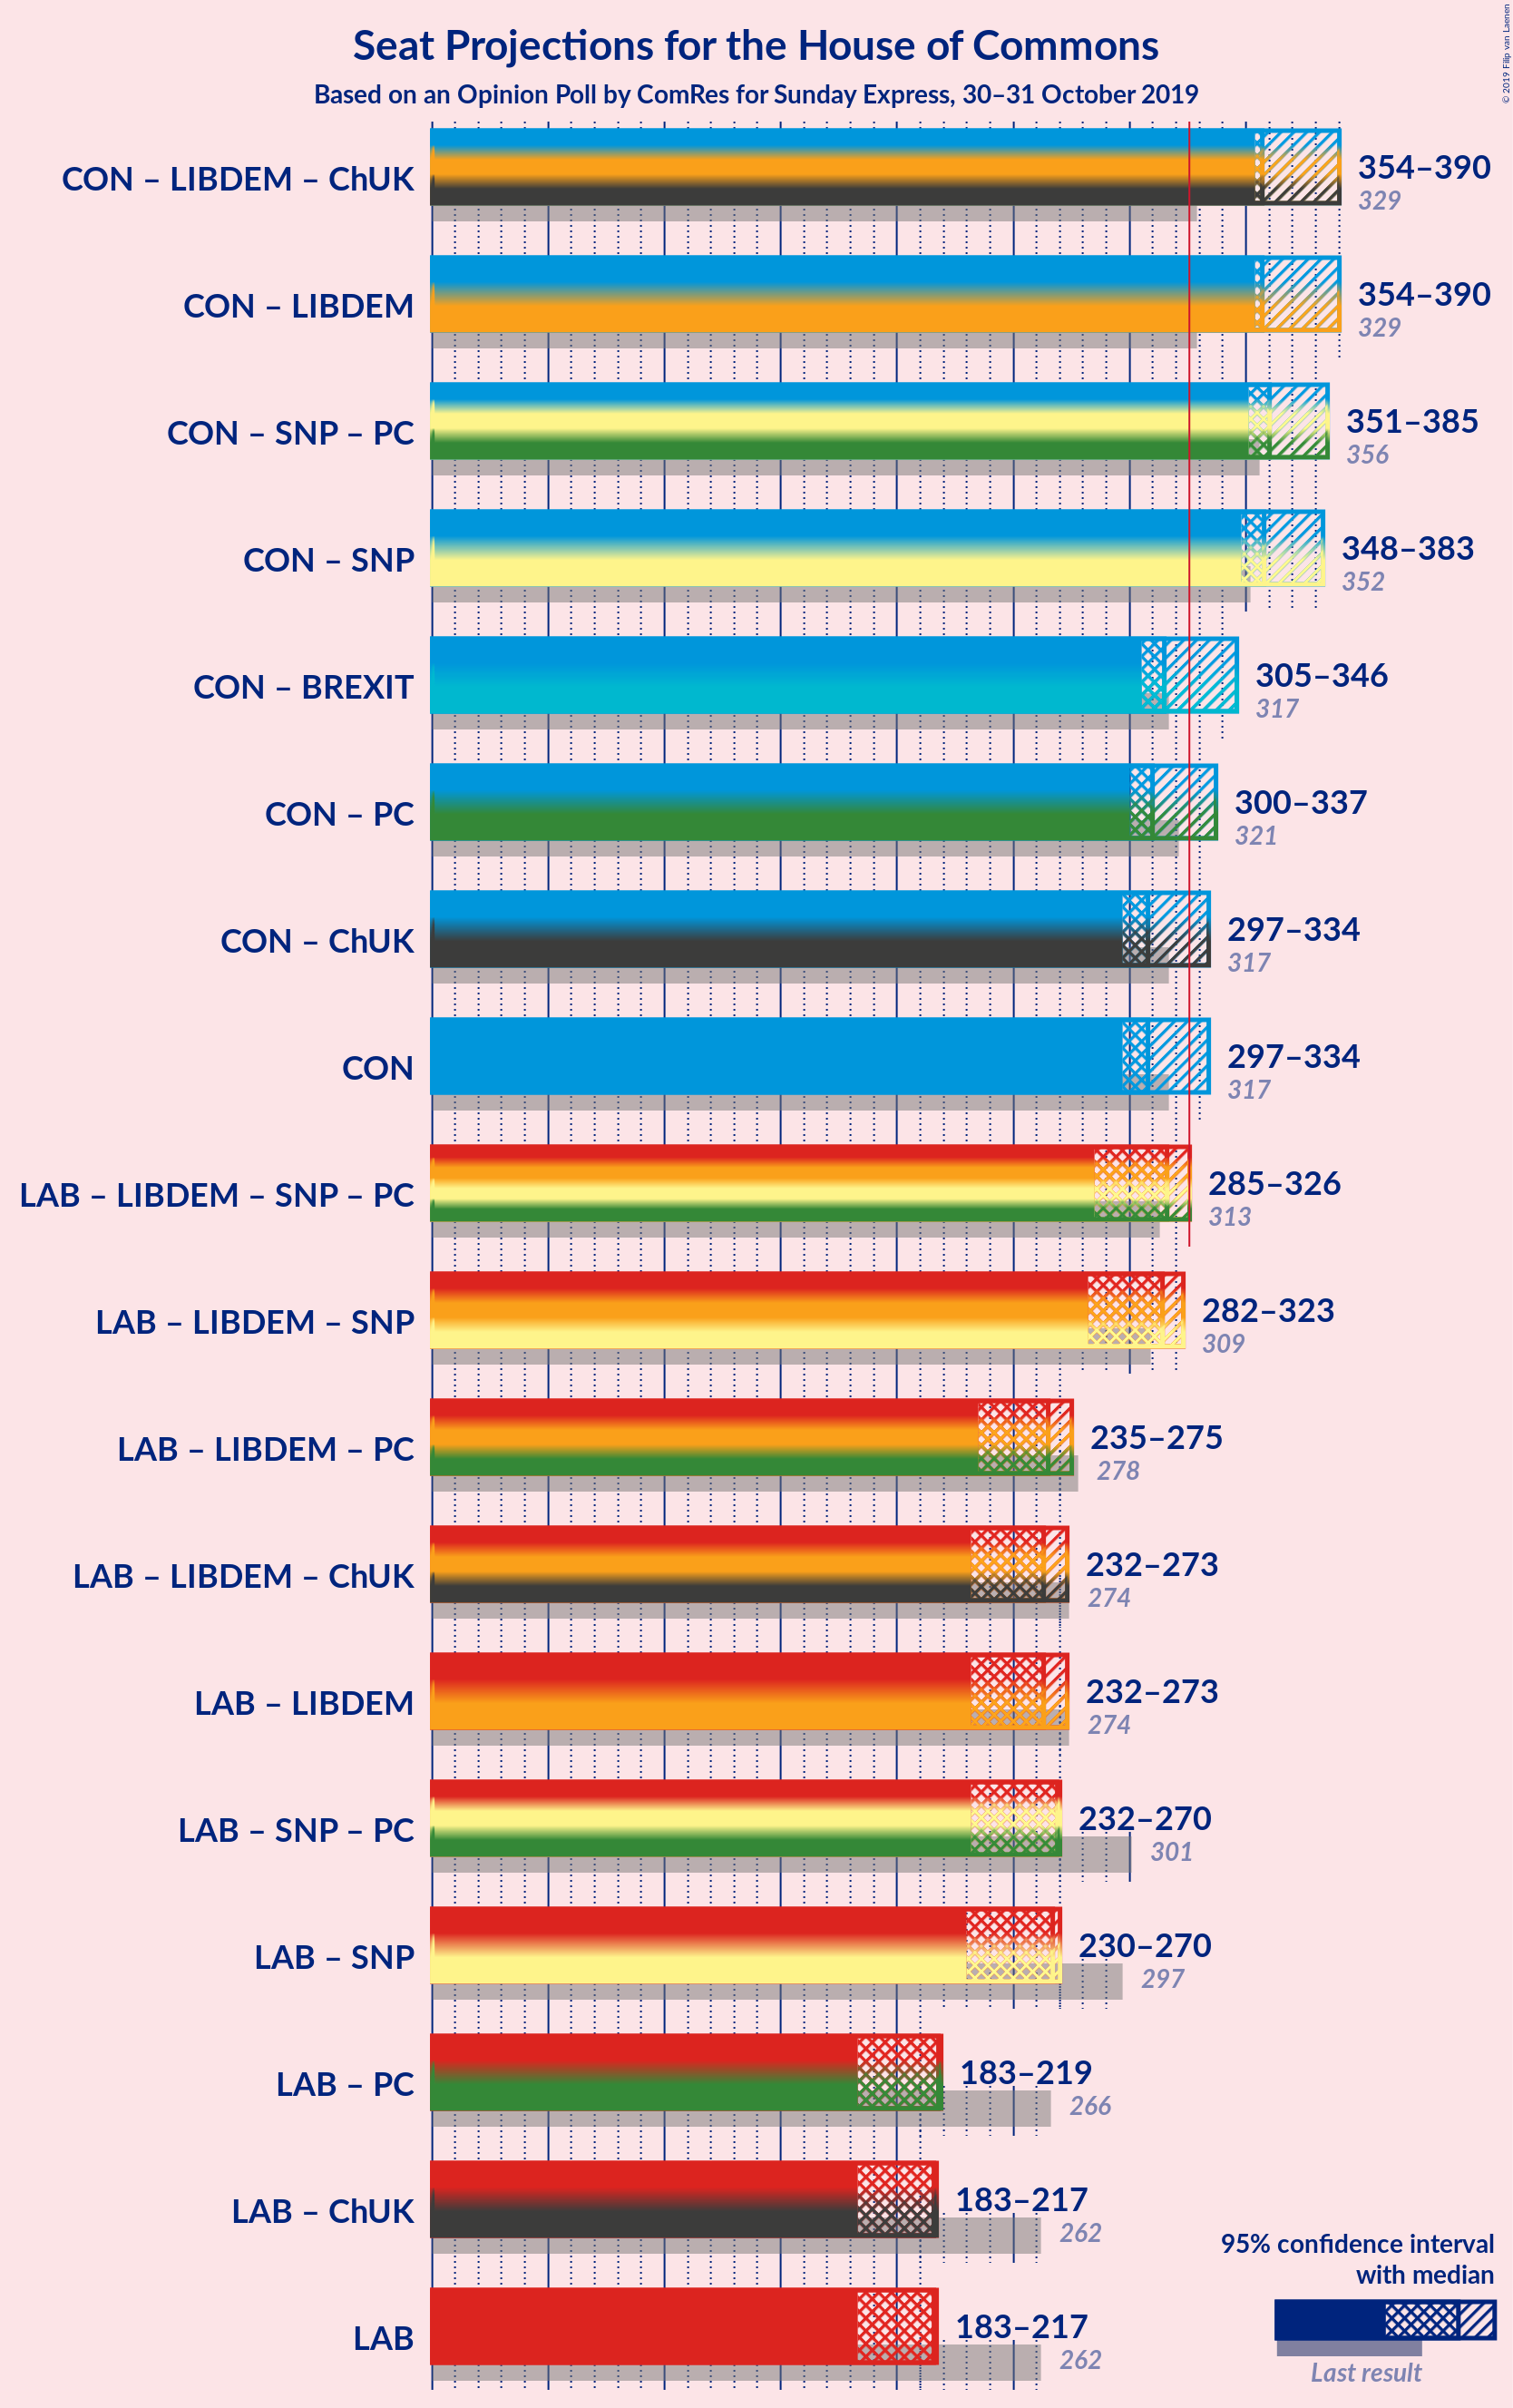 Seat Projections for the House of Commons
Based on an Opinion Poll by ComRes for Sunday Express, 30–31 October 2019
© 2019 Filip van Laenen
CON – LIBDEM – ChUK
354–390
329
CON – LIBDEM
354–390
329
CON – SNP – PC
351–385
356
CON – SNP
348–383
352
CON – BREXIT
305–346
317
CON – PC
300–337
321
CON – ChUK
297–334
317
CON
297–334
317
LAB – LIBDEM – SNP – PC
285–326
313
LAB – LIBDEM – SNP
282–323
309
LAB – LIBDEM – PC
235–275
278
LAB – LIBDEM – ChUK
232–273
274
LAB – LIBDEM
232–273
274
LAB – SNP – PC
232–270
301
LAB – SNP
230–270
297
LAB – PC
183–219
266
LAB – ChUK
183–217
262
LAB
183–217
262
95% confidence interval
with median
Last result